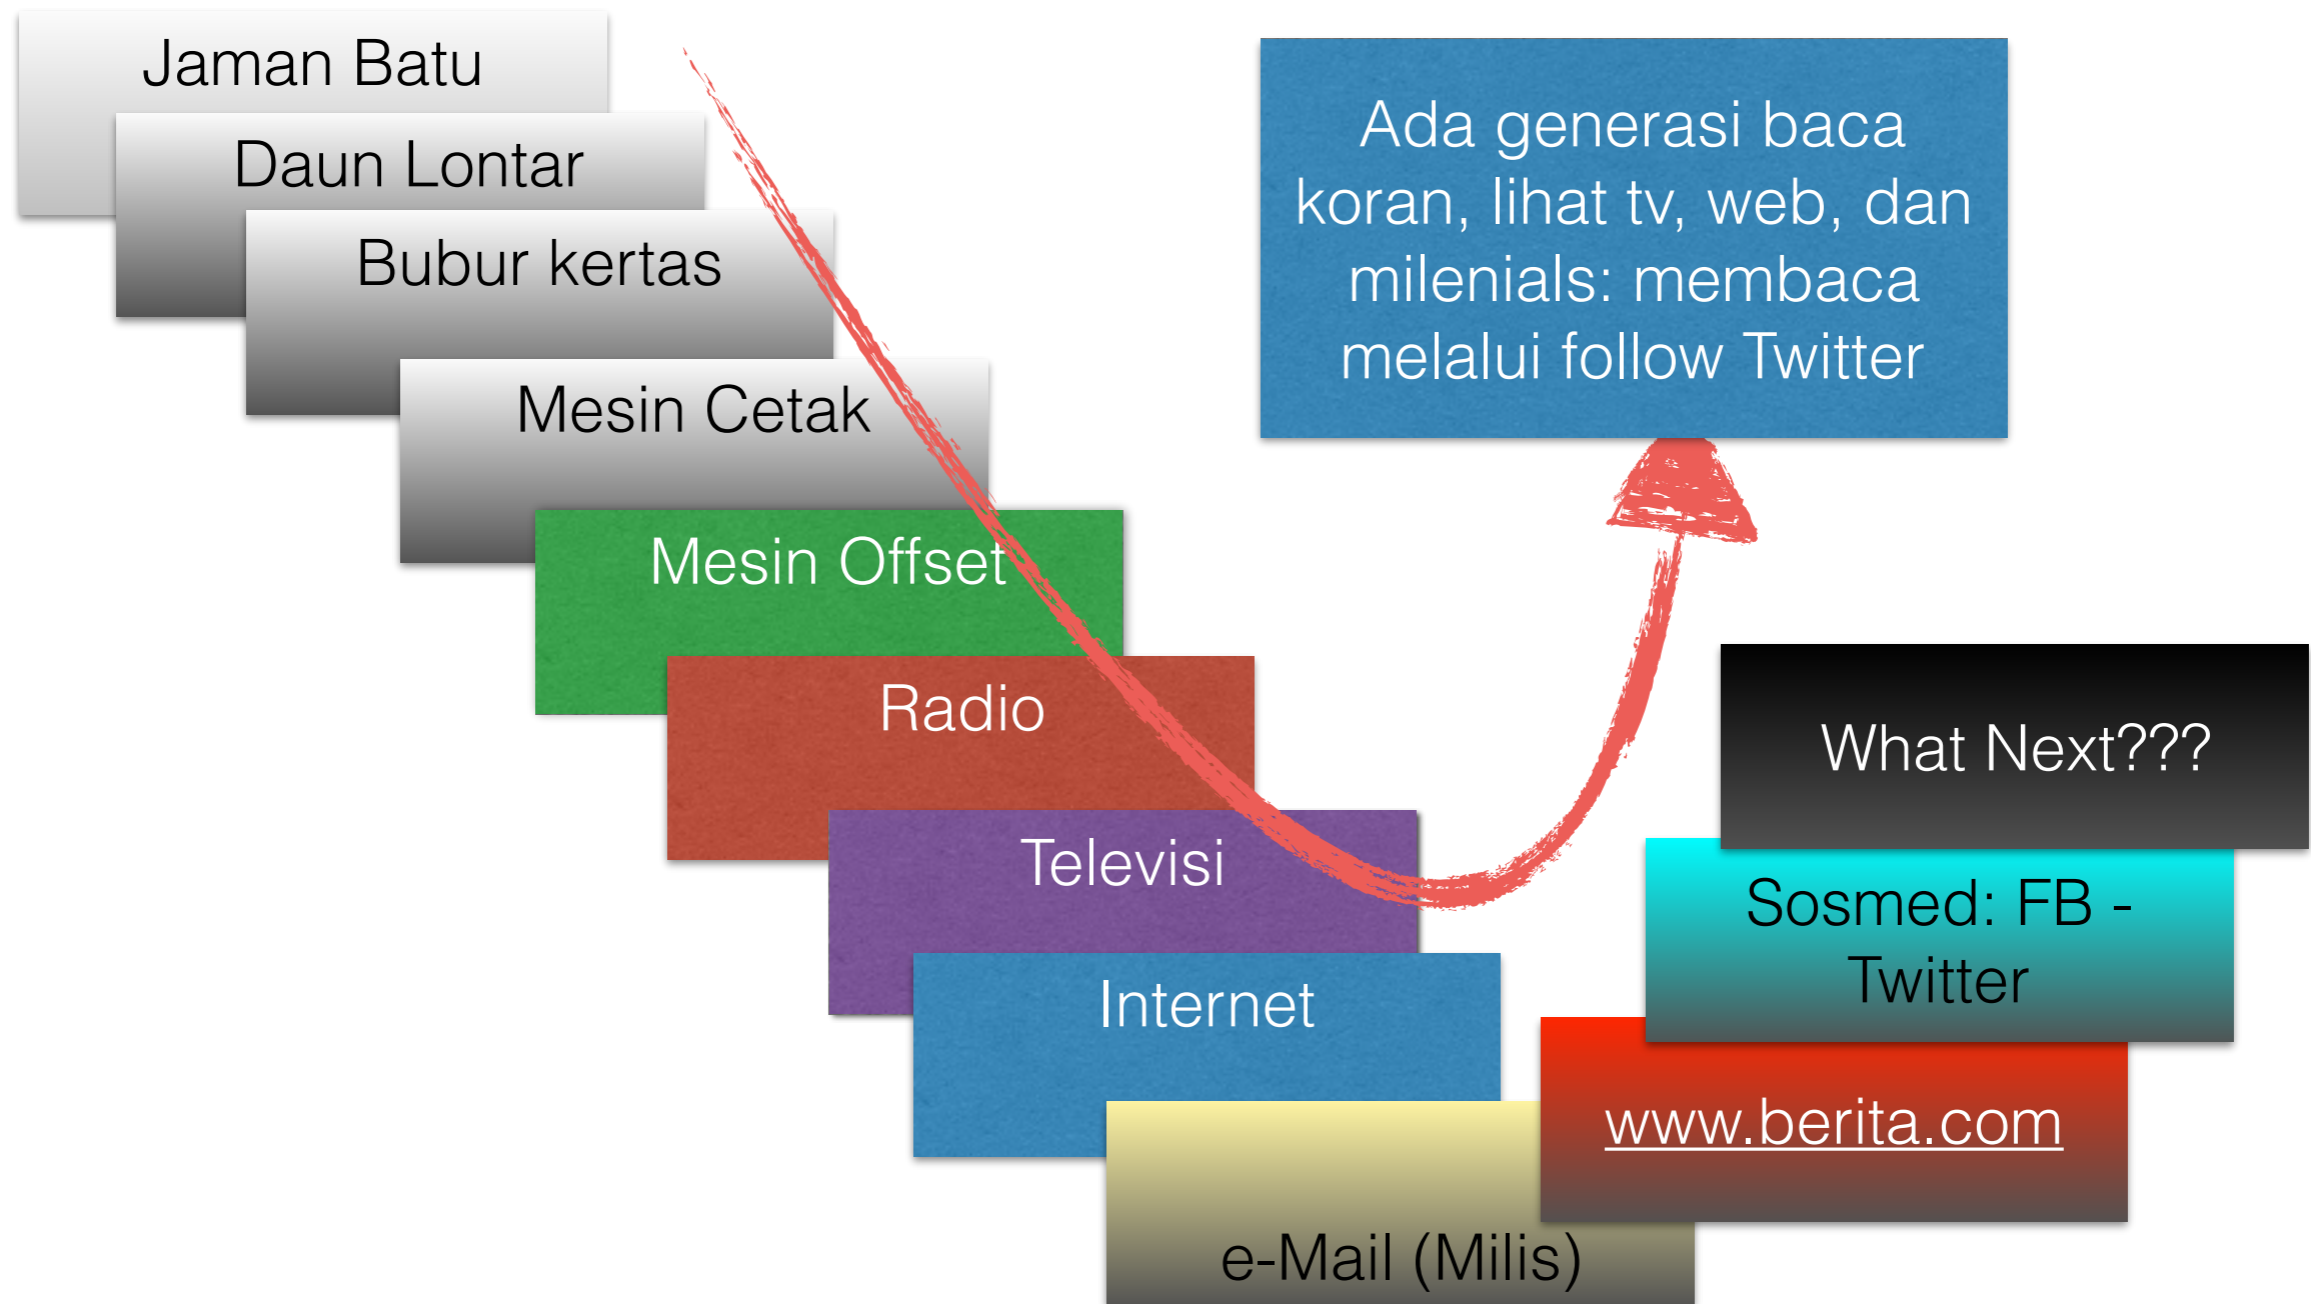 Jaman Batu
Daun Lontar
Bubur kertas
Mesin Cetak
Mesin Offset
Radio
Televisi
Internet
e-Mail (Milis)
www.berita.com
Sosmed: FB -
Twitter
What Next???
Ada generasi baca
koran, lihat tv, web, dan
milenials: membaca
melalui follow Twitter